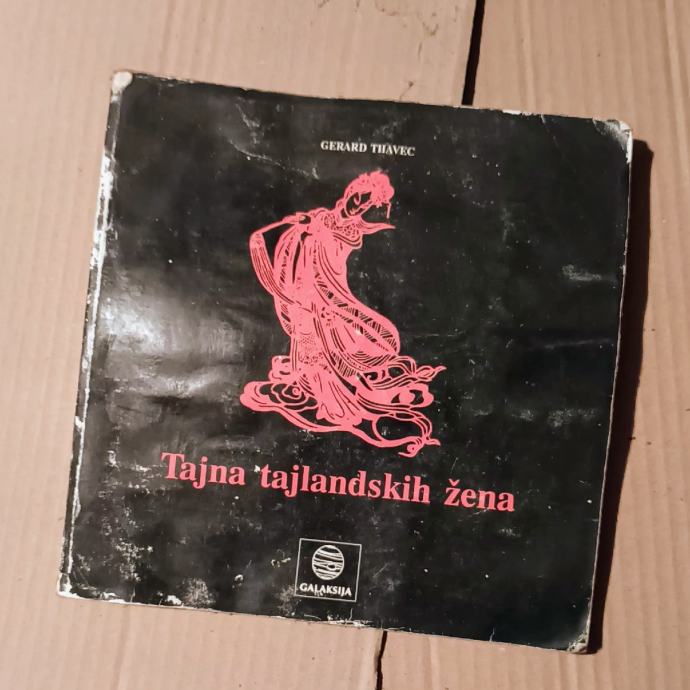 GERARD THAVEC
Tajna tajlandskih žena
GALAKSIJA